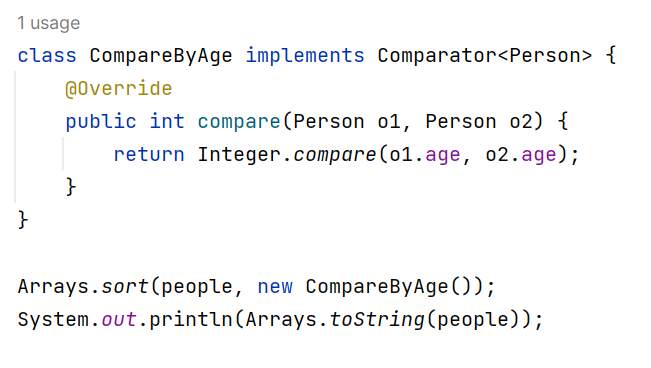 1 usage
class CompareByAge implements Comparator<Person> {
    @Override
    public int compare(Person o1, Person o2) {
        return Integer.compare(o1.age, o2.age);
    }
}

Arrays.sort(people, new CompareByAge());
System.out.println(Arrays.toString(people));